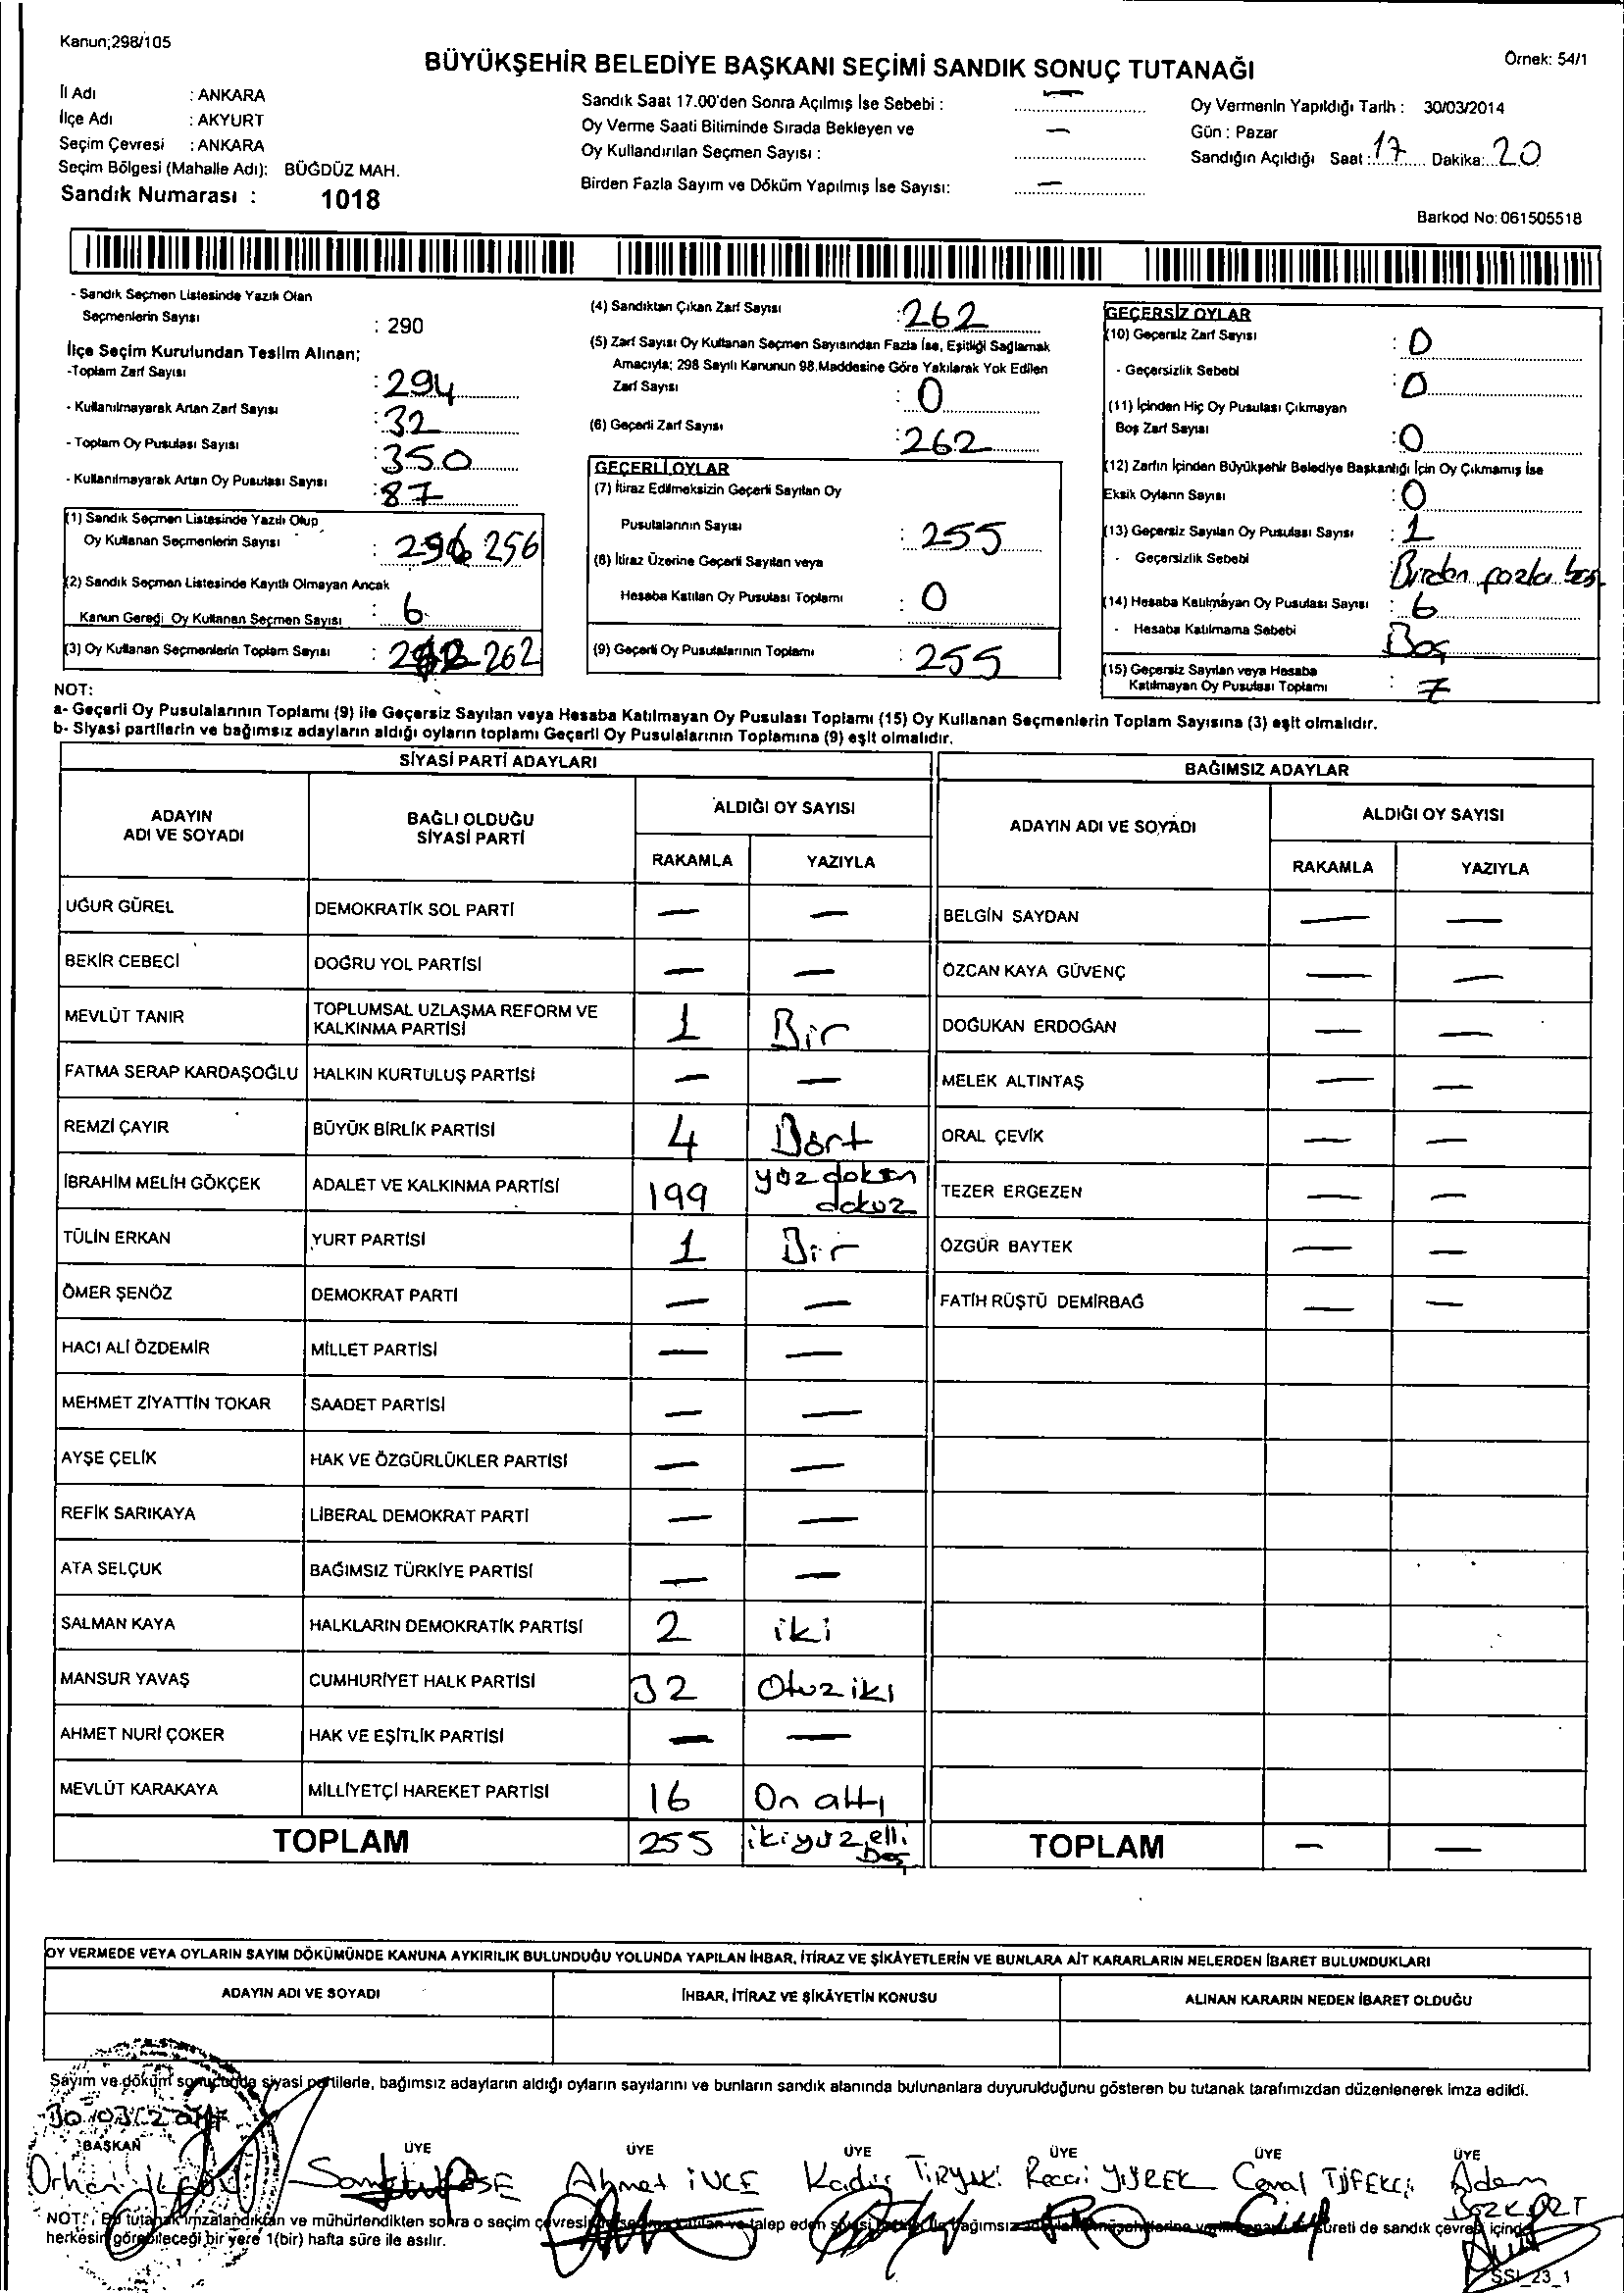 Kanun;298/105
BÜYÜKŞEHİR BELEDİYE BAŞKANI SEÇİMİ SANDIK SONUÇ TUTANAĞI
Örnek: 54/1
İl Adı : ANKARA
İlçe Adı : AKYURT
Seçim Çevresi : ANKARA
Seçim Bölgesi (Mahalle Adı): BÜĞDÜZ MAH.
Sandık Numarası : 1018
Sandık Saat 17.00'den Sonra Açılmış İse Sebebi : —
Oy Verme Saati Bitiminde Sırada Bekleyen ve
Oy Kullandırılan Seçmen Sayısı : —
Birden Fazla Sayım ve Döküm Yapılmış İse Sayısı: —
Oy Vermenin Yapıldığı Tarih : 30/03/2014
Gün : Pazar
Sandığın Açıldığı Saat : 17 Dakika: 20
Barkod No: 061505518
- Sandık Seçmen Listesinde Yazılı Olan
Seçmenlerin Sayısı : 290
İlçe Seçim Kurulundan Teslim Alınan;
-Toplam Zarf Sayısı : 294
- Kullanılmayarak Artan Zarf Sayısı : 32
- Toplam Oy Pusulası Sayısı : 350
- Kullanılmayarak Artan Oy Pusulası Sayısı : 87
(1) Sandık Seçmen Listesinde Yazılı Olup
Oy Kullanan Seçmenlerin Sayısı : 256
(2) Sandık Seçmen Listesinde Kayıtlı Olmayan Ancak
Kanun Gereği Oy Kullanan Seçmen Sayısı : 6
(3) Oy Kullanan Seçmenlerin Toplam Sayısı : 262
(4) Sandıktan Çıkan Zarf Sayısı : 262
(5) Zarf Sayısı Oy Kullanan Seçmen Sayısından Fazla İse, Eşitliği Sağlamak
Amacıyla; 298 Sayılı Kanunun 98.Maddesine Göre Yakılarak Yok Edilen
Zarf Sayısı : 0
(6) Geçerli Zarf Sayısı : 262
GEÇERLİ OYLAR
(7) İtiraz Edilmeksizin Geçerli Sayılan Oy
Pusulalarının Sayısı : 255
(8) İtiraz Üzerine Geçerli Sayılan veya
Hesaba Katılan Oy Pusulası Toplamı : 0
(9) Geçerli Oy Pusulalarının Toplamı : 255
GEÇERSİZ OYLAR
(10) Geçersiz Zarf Sayısı : 0
- Geçersizlik Sebebi : 0
(11) İçinden Hiç Oy Pusulası Çıkmayan
Boş Zarf Sayısı : 0
(12) Zarfın İçinden Büyükşehir Belediye Başkanlığı İçin Oy Çıkmamış İse
Eksik Oyların Sayısı : 0
(13) Geçersiz Sayılan Oy Pusulası Sayısı : 1
- Geçersizlik Sebebi : Birden fazla
(14) Hesaba Katılmayan Oy Pusulası Sayısı : 6
- Hesaba Katılmama Sebebi Boş
(15) Geçersiz Sayılan veya Hesaba
Katılmayan Oy Pusulası Toplamı : 7
NOT:
a- Geçerli Oy Pusulalarının Toplamı (9) ile Geçersiz Sayılan veya Hesaba Katılmayan Oy Pusulası Toplamı (15) Oy Kullanan Seçmenlerin Toplam Sayısına (3) eşit olmalıdır.
b- Siyasi partilerin ve bağımsız adayların aldığı oyların toplamı Geçerli Oy Pusulalarının Toplamına (9) eşit olmalıdır.
SİYASİ PARTİ ADAYLARI
ADAYIN
ADI VE SOYADI
BAĞLI OLDUĞU
SİYASİ PARTİ
ALDIĞI OY SAYISI
RAKAMLA YAZIYLA
UĞUR GÜREL DEMOKRATİK SOL PARTİ — —
BEKİR CEBECİ DOĞRU YOL PARTİSİ — —
MEVLÜT TANIR TOPLUMSAL UZLAŞMA REFORM VE
KALKINMA PARTİSİ 1 Bir
FATMA SERAP KARDAŞOĞLU HALKIN KURTULUŞ PARTİSİ — —
REMZİ ÇAYIR BÜYÜK BİRLİK PARTİSİ 4 Dört
İBRAHİM MELİH GÖKÇEK ADALET VE KALKINMA PARTİSİ 199 yüz doksan
dokuz
TÜLİN ERKAN YURT PARTİSİ 1 Bir
ÖMER ŞENÖZ DEMOKRAT PARTİ — —
HACI ALİ ÖZDEMİR MİLLET PARTİSİ — —
MEHMET ZİYATTİN TOKAR SAADET PARTİSİ — —
AYŞE ÇELİK HAK VE ÖZGÜRLÜKLER PARTİSİ — —
REFİK SARIKAYA LİBERAL DEMOKRAT PARTİ — —
ATA SELÇUK BAĞIMSIZ TÜRKİYE PARTİSİ — —
SALMAN KAYA HALKLARIN DEMOKRATİK PARTİSİ 2 iki
MANSUR YAVAŞ CUMHURİYET HALK PARTİSİ 32 Otuz iki
AHMET NURİ ÇOKER HAK VE EŞİTLİK PARTİSİ — —
MEVLÜT KARAKAYA MİLLİYETÇİ HAREKET PARTİSİ 16 On altı
TOPLAM 255 ikiyüz elli
Beş
BAĞIMSIZ ADAYLAR
ADAYIN ADI VE SOYADI
ALDIĞI OY SAYISI
RAKAMLA YAZIYLA
BELGİN SAYDAN — —
ÖZCAN KAYA GÜVENÇ — —
DOĞUKAN ERDOĞAN — —
MELEK ALTINTAŞ — —
ORAL ÇEVİK — —
TEZER ERGEZEN — —
ÖZGÜR BAYTEK — —
FATİH RÜŞTÜ DEMİRBAĞ — —
TOPLAM — —
OY VERMEDE VEYA OYLARIN SAYIM DÖKÜMÜNDE KANUNA AYKIRILIK BULUNDUĞU YOLUNDA YAPILAN İHBAR, İTİRAZ VE ŞİKÂYETLERİN VE BUNLARA AİT KARARLARIN NELERDEN İBARET BULUNDUKLARI
ADAYIN ADI VE SOYADI
İHBAR, İTİRAZ VE ŞİKÂYETİN KONUSU
ALINAN KARARIN NEDEN İBARET OLDUĞU
Sayım ve döküm sonucunda siyasi partilerle, bağımsız adayların aldığı oyların sayılarını ve bunların sandık alanında bulunanlara duyurulduğunu gösteren bu tutanak tarafımızdan düzenlenerek imza edildi.
BAŞKAN ÜYE ÜYE ÜYE ÜYE ÜYE ÜYE
Orhan Ahmet İNCE Kadir TİRYAKİ Recai YÜREK Cemal TÜFEKÇİ Adem
BOZKURT
NOT: Bu tutanak imzalandıktan ve mühürlendikten sonra o seçim talep eden süreti de sandık çevresi içinde
herkesin görebileceği bir yere 1(bir) hafta süre ile asılır.
SSI_23_1